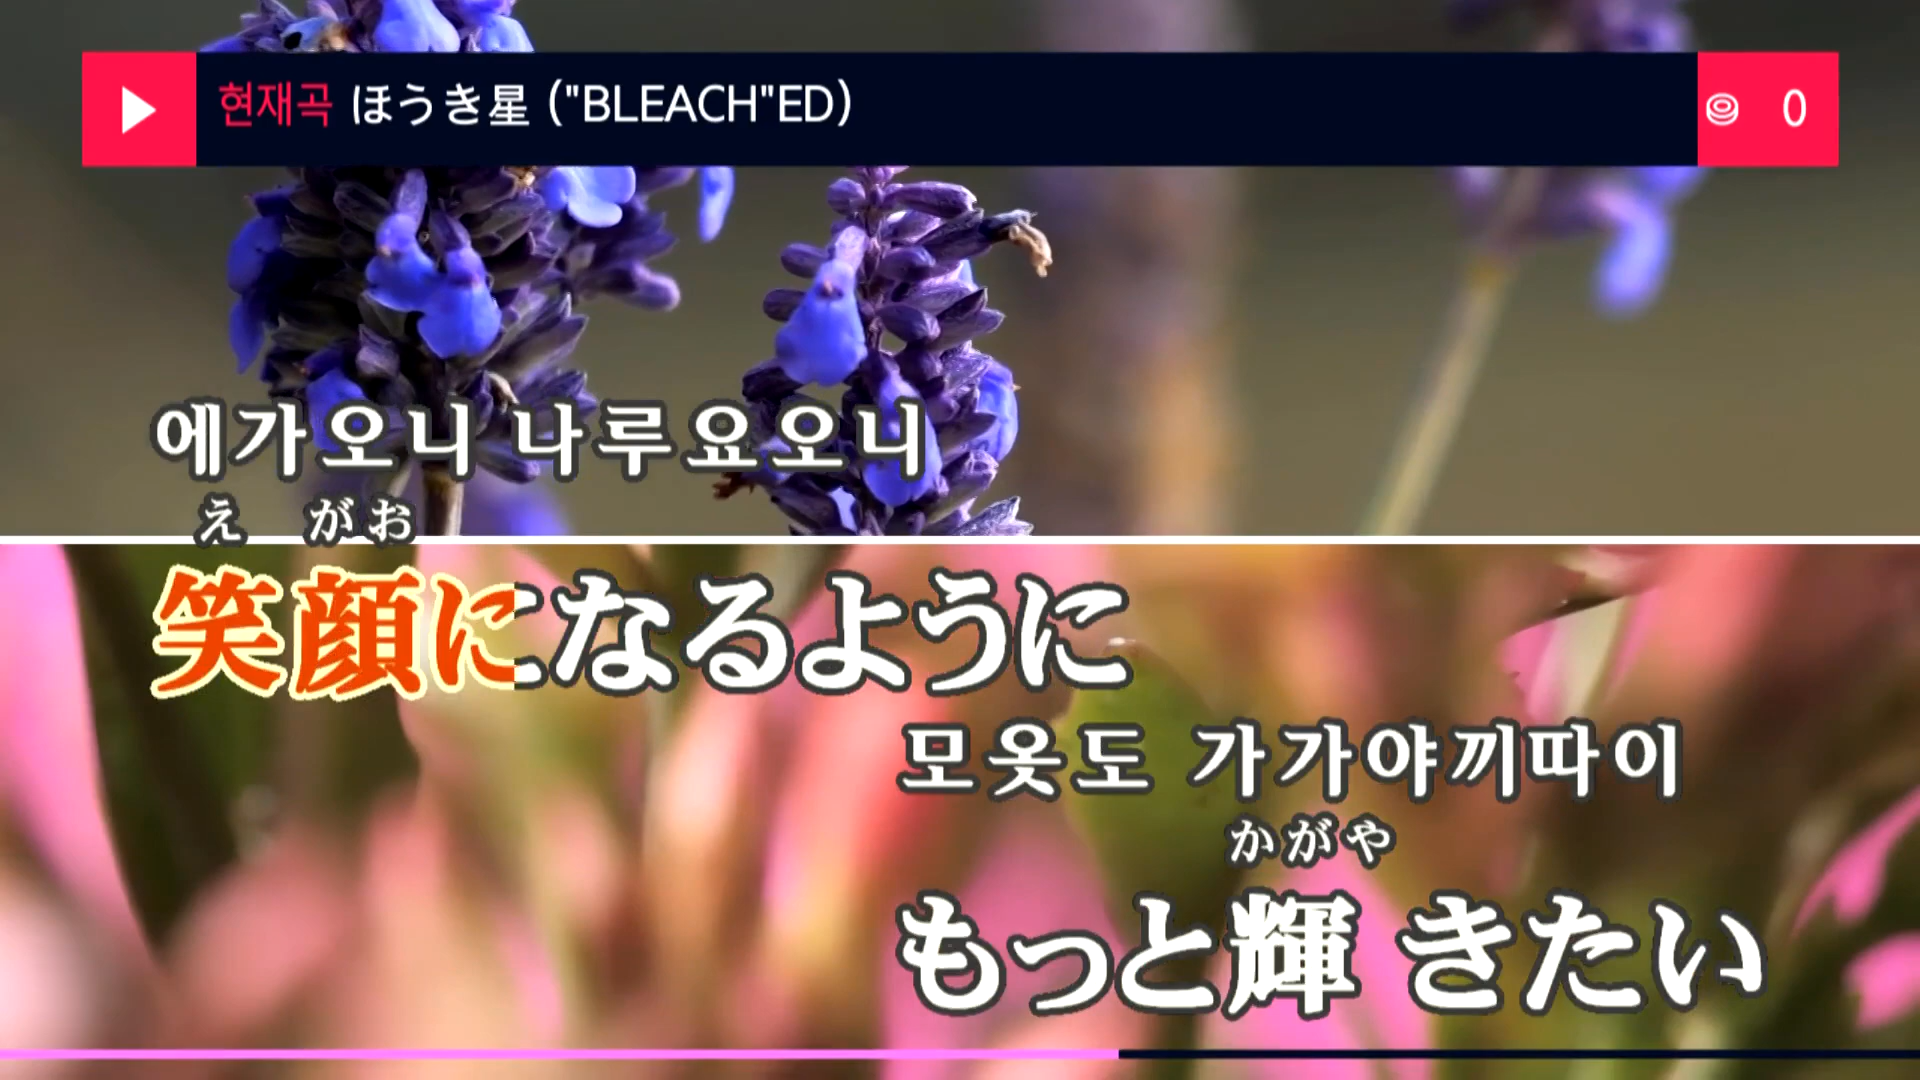 현재곡 ほうき星 ("BLEACH"ED) 0
에가오니 나루요오니
え がお
笑顔になるように
모옷도 가가야끼따이
かがや
もっと輝きたい